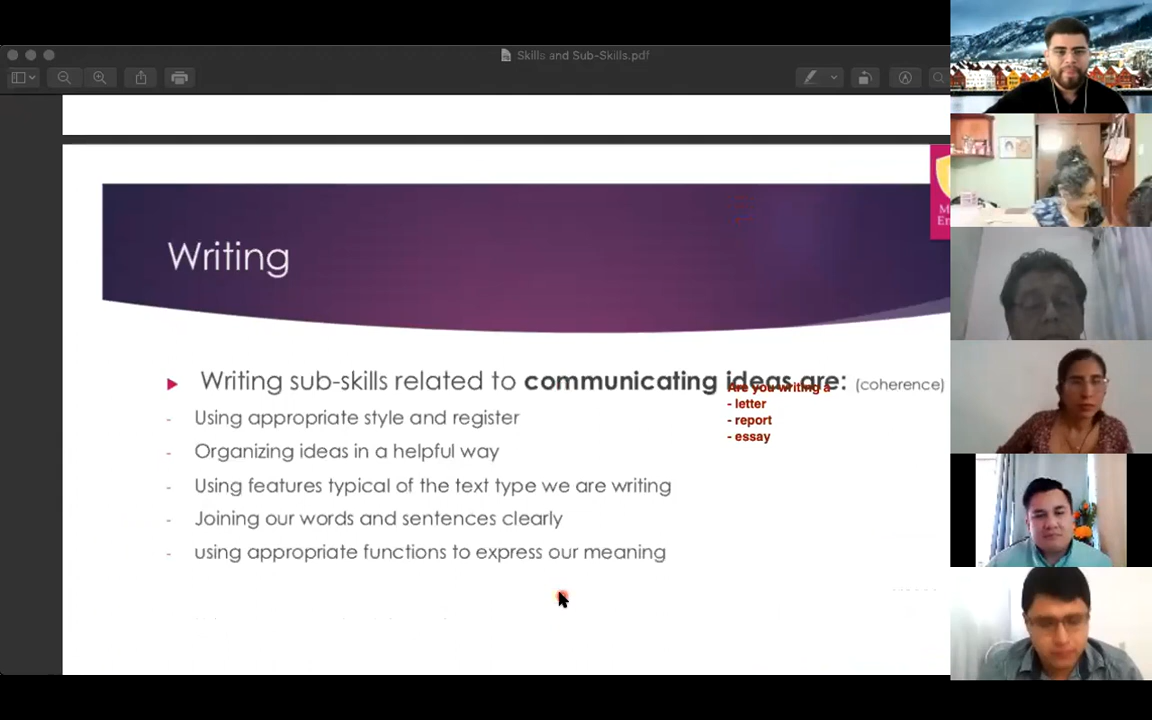 Skills and Sub-Skills.pdf
Writing
Writing sub-skills related to communicating ideas are: (coherence)
Are you writing a
- letter
- report
- essay
- Using appropriate style and register
- Organizing ideas in a helpful way
- Using features typical of the text type we are writing
- Joining our words and sentences clearly
- using appropriate functions to express our meaning